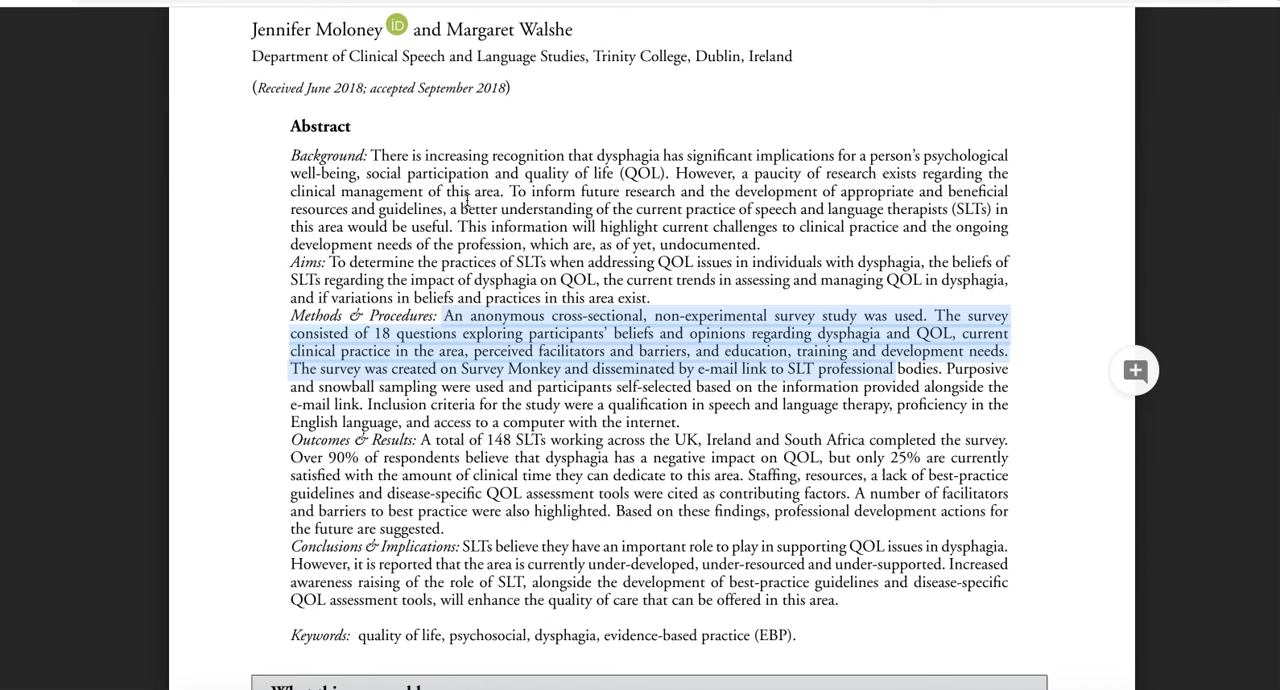 Jennifer Moloney iD and Margaret Walshe
Department of Clinical Speech and Language Studies, Trinity College, Dublin, Ireland
(Received June 2018; accepted September 2018)
Abstract
Background: There is increasing recognition that dysphagia has significant implications for a person’s psychological
well-being, social participation and quality of life (QOL). However, a paucity of research exists regarding the
clinical management of this area. To inform future research and the development of appropriate and beneficial
resources and guidelines, a better understanding of the current practice of speech and language therapists (SLTs) in
this area would be useful. This information will highlight current challenges to clinical practice and the ongoing
development needs of the profession, which are, as of yet, undocumented.
Aims: To determine the practices of SLTs when addressing QOL issues in individuals with dysphagia, the beliefs of
SLTs regarding the impact of dysphagia on QOL, the current trends in assessing and managing QOL in dysphagia,
and if variations in beliefs and practices in this area exist.
Methods & Procedures: An anonymous cross-sectional, non-experimental survey study was used. The survey
consisted of 18 questions exploring participants’ beliefs and opinions regarding dysphagia and QOL, current
clinical practice in the area, perceived facilitators and barriers, and education, training and development needs.
The survey was created on Survey Monkey and disseminated by e-mail link to SLT professional bodies. Purposive
and snowball sampling were used and participants self-selected based on the information provided alongside the
e-mail link. Inclusion criteria for the study were a qualification in speech and language therapy, proficiency in the
English language, and access to a computer with the internet.
Outcomes & Results: A total of 148 SLTs working across the UK, Ireland and South Africa completed the survey.
Over 90% of respondents believe that dysphagia has a negative impact on QOL, but only 25% are currently
satisfied with the amount of clinical time they can dedicate to this area. Staffing, resources, a lack of best-practice
guidelines and disease-specific QOL assessment tools were cited as contributing factors. A number of facilitators
and barriers to best practice were also highlighted. Based on these findings, professional development actions for
the future are suggested.
Conclusions & Implications: SLTs believe they have an important role to play in supporting QOL issues in dysphagia.
However, it is reported that the area is currently under-developed, under-resourced and under-supported. Increased
awareness raising of the role of SLT, alongside the development of best-practice guidelines and disease-specific
QOL assessment tools, will enhance the quality of care that can be offered in this area.
Keywords: quality of life, psychosocial, dysphagia, evidence-based practice (EBP).